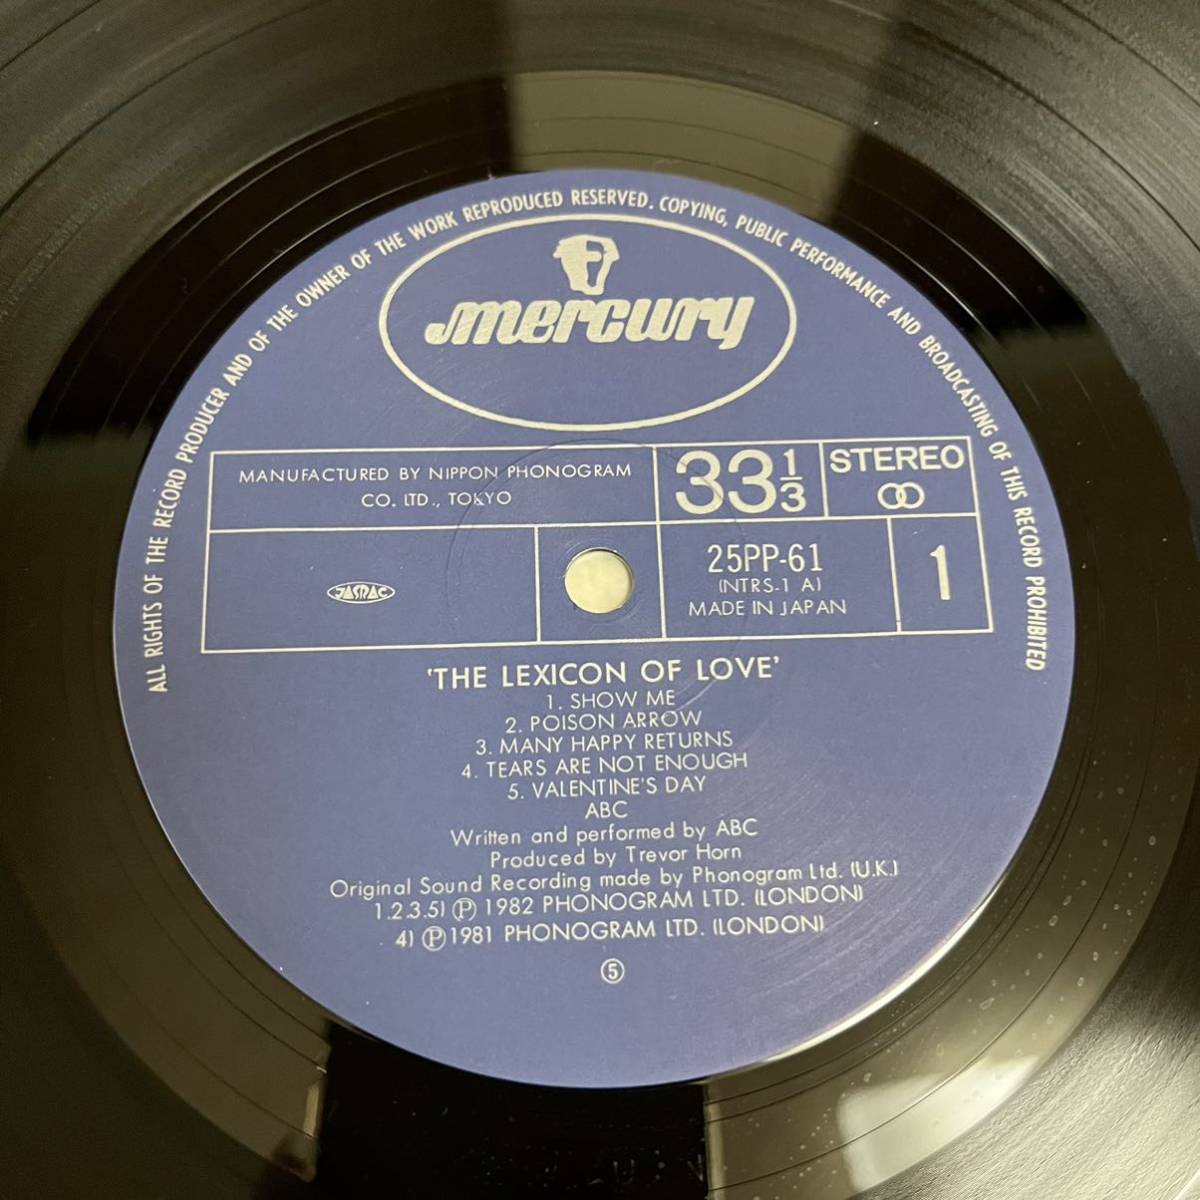 ALL RIGHTS OF THE RECORD PRODUCER AND OF THE OWNER OF THE WORK REPRODUCED RESERVED. COPYING, PUBLIC PERFORMANCE AND BROADCASTING OF THIS RECORD PROHIBITED
mercury
MANUFACTURED BY NIPPON PHONOGRAM
CO. LTD., TOKYO
33 1/3
STEREO
JASRAC
25PP-61
(NTRS-1 A)
MADE IN JAPAN
1
'THE LEXICON OF LOVE'
1. SHOW ME
2. POISON ARROW
3. MANY HAPPY RETURNS
4. TEARS ARE NOT ENOUGH
5. VALENTINE'S DAY
ABC
Written and performed by ABC
Produced by Trevor Horn
Original Sound Recording made by Phonogram Ltd. (U.K.)
1.2.3.5) Ⓟ 1982 PHONOGRAM LTD. (LONDON)
4) Ⓟ 1981 PHONOGRAM LTD. (LONDON)
⑤